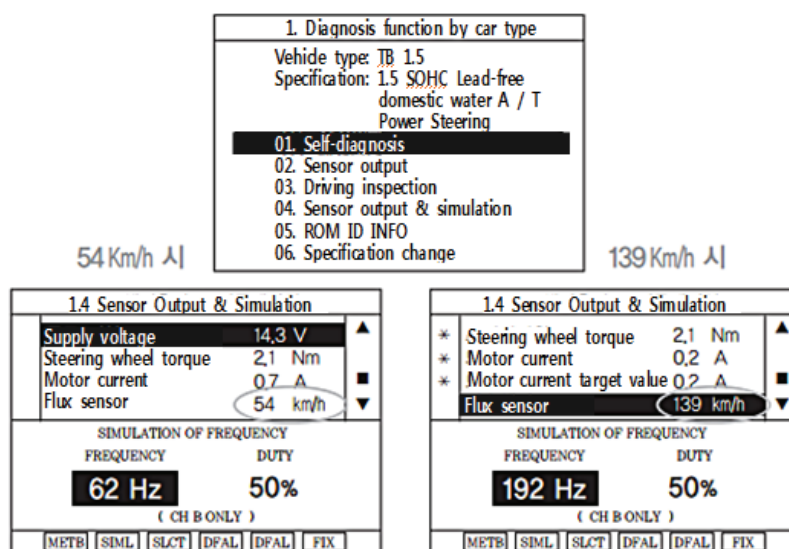 1. Diagnosis function by car type
Vehide type: TB 1.5
Specification: 1.5 SOHC Lead-free
domestic water A / T
Power Steering
01. Self-diagnosis
02. Sensor output
03. Driving inspection
04. Sensor output & simulation
05. ROM ID INFO
06. Specification change
54 Km/h 시
139 Km/h 시
1.4 Sensor Output & Simulation
Supply voltage 14,3 V ▲
Steering wheel torque 2,1 Nm
Motor current 0,7 A ■
Flux sensor 54 km/h ▼
SIMULATION OF FREQUENCY
FREQUENCY DUTY
62 Hz 50%
( CH B ONLY )
METB SIML SLCT DFAL DFAL FIX
1.4 Sensor Output & Simulation
* Steering wheel torque 2,1 Nm ▲
* Motor current 0,2 A
* Motor current target value 0,2 A ■
Flux sensor 139 km/h ▼
SIMULATION OF FREQUENCY
FREQUENCY DUTY
192 Hz 50%
( CH B ONLY )
METB SIML SLCT DFAL DFAL FIX